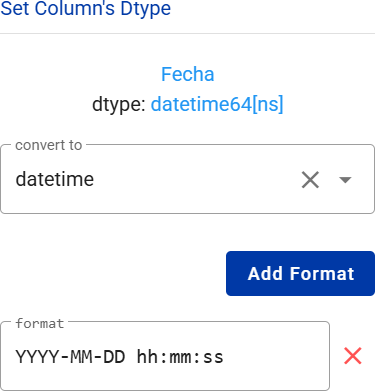 Set Column's Dtype
Fecha
dtype: datetime64[ns]
convert to
datetime
Add Format
format
YYYY-MM-DD hh:mm:ss